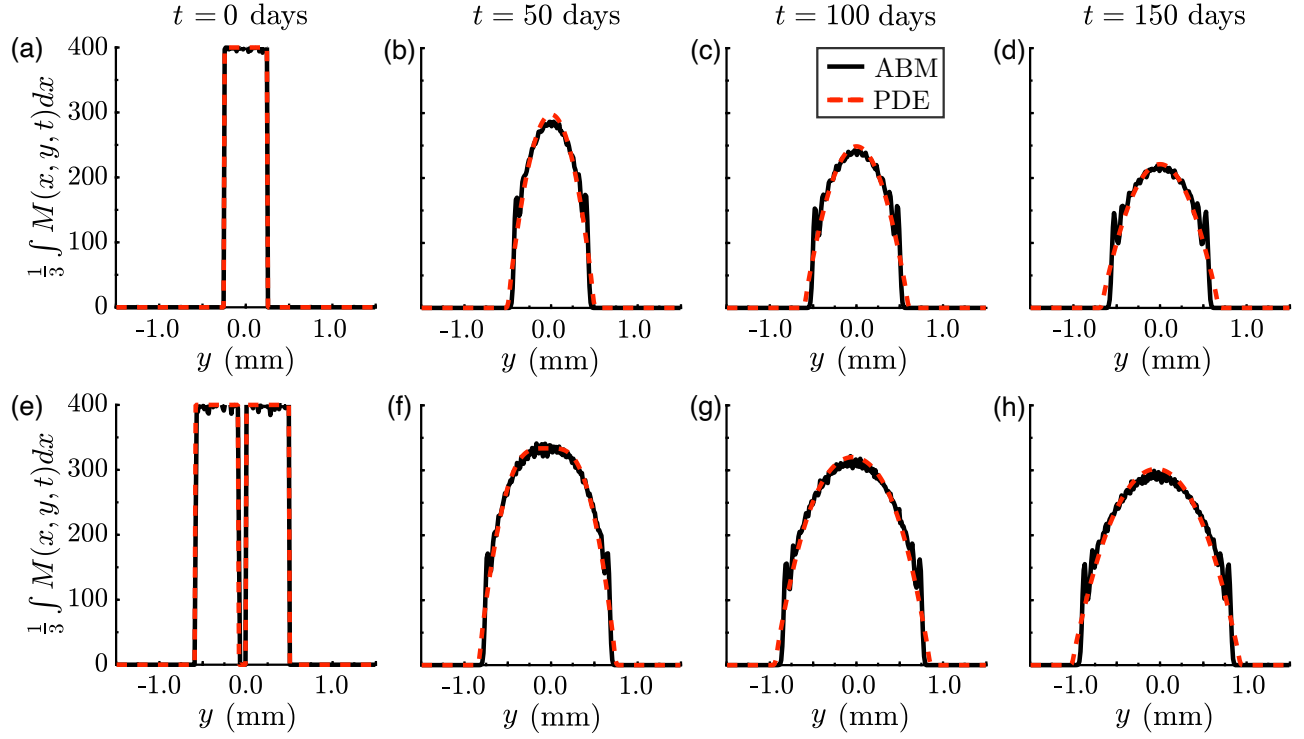 t = 0 days
t = 50 days
t = 100 days
t = 150 days
(a)
(b)
(c)
(d)
400
300
200
100
0
1/3 ∫ M(x, y, t)dx
ABM
PDE
-1.0 0.0 1.0
-1.0 0.0 1.0
-1.0 0.0 1.0
-1.0 0.0 1.0
y (mm)
y (mm)
y (mm)
y (mm)
(e)
(f)
(g)
(h)
400
300
200
100
0
1/3 ∫ M(x, y, t)dx
-1.0 0.0 1.0
-1.0 0.0 1.0
-1.0 0.0 1.0
-1.0 0.0 1.0
y (mm)
y (mm)
y (mm)
y (mm)